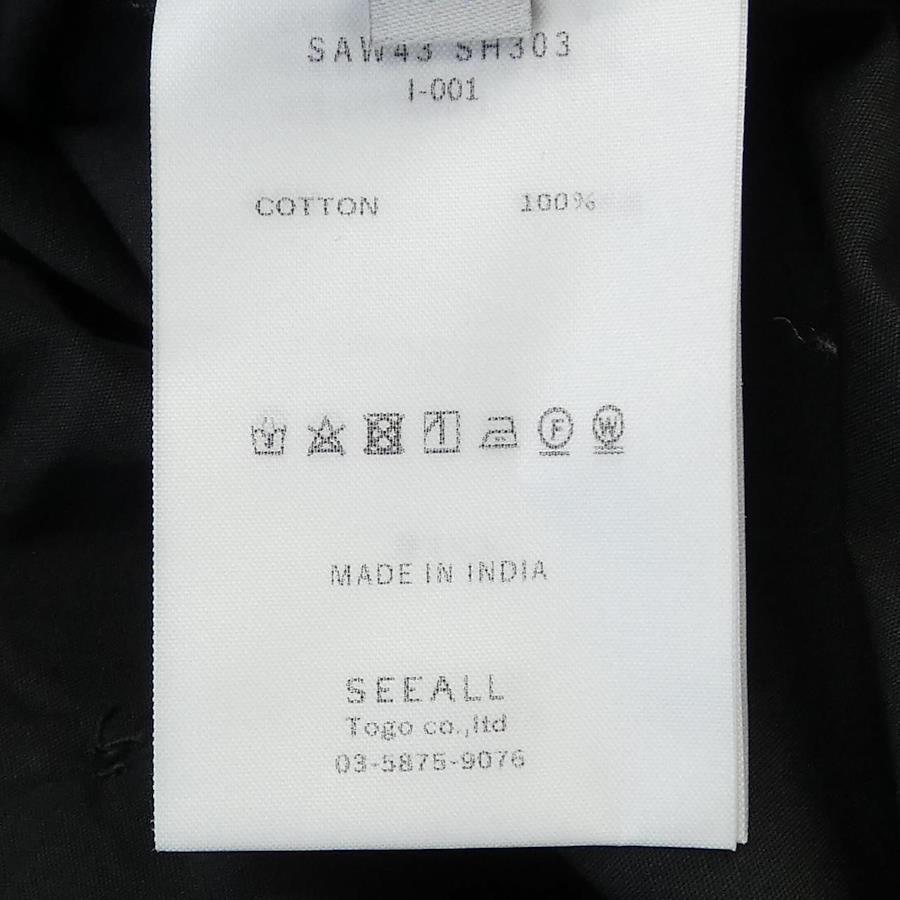 SAW43 SH303
I-001
COTTON 100%
F W
MADE IN INDIA
SEEALL
Togo co.,ltd
03-5875-9076